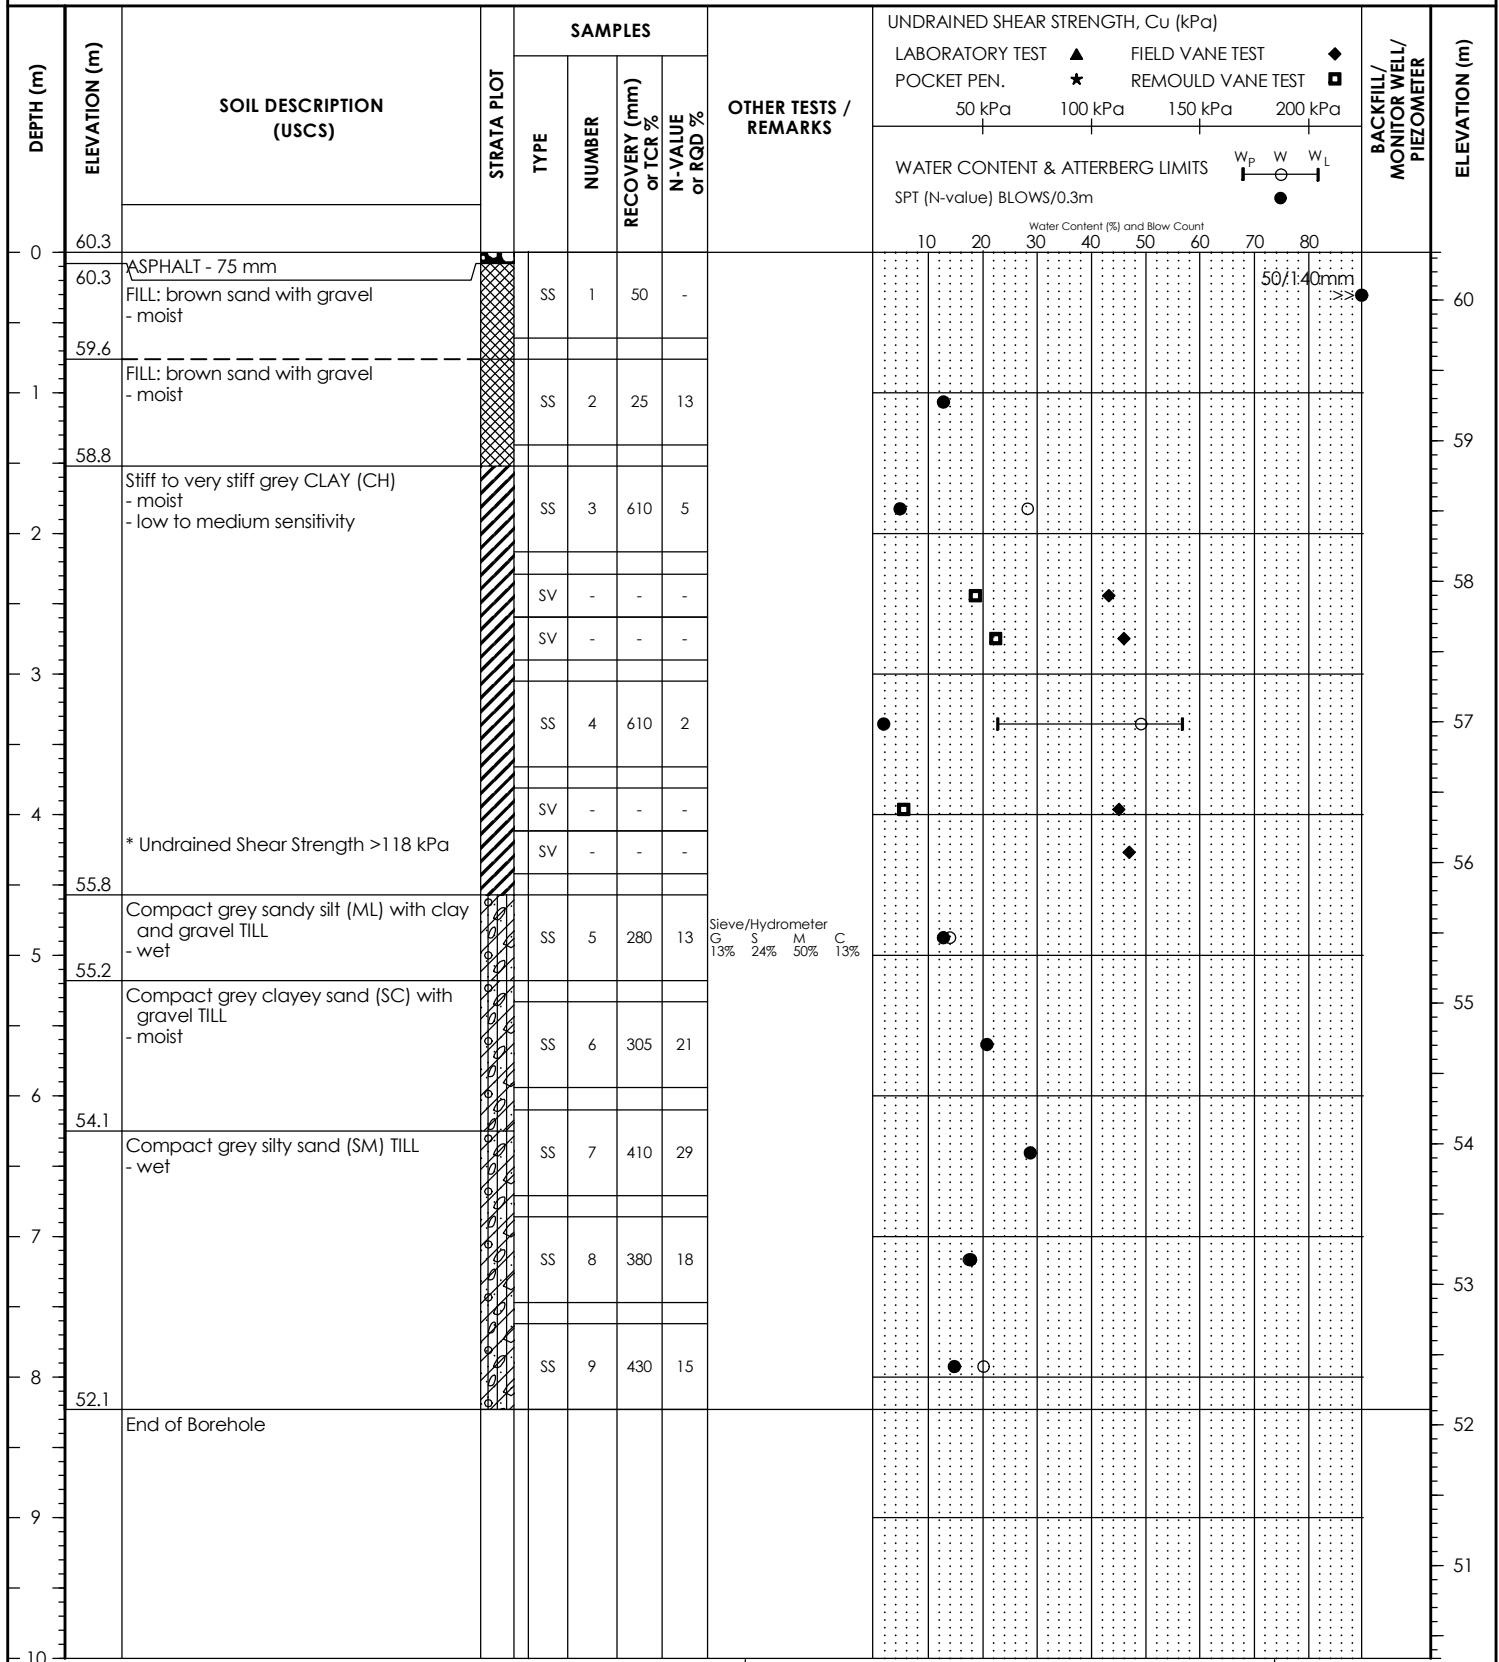 DEPTH (m)
ELEVATION (m)
SOIL DESCRIPTION
(USCS)
STRATA PLOT
SAMPLES
TYPE
NUMBER
RECOVERY (mm)
or TCR %
N-VALUE
or RQD %
OTHER TESTS /
REMARKS
UNDRAINED SHEAR STRENGTH, Cu (kPa)
LABORATORY TEST ▲ FIELD VANE TEST ◆
POCKET PEN. ★ REMOULD VANE TEST
50 kPa 100 kPa 150 kPa 200 kPa
WATER CONTENT & ATTERBERG LIMITS WP W WL
SPT (N-value) BLOWS/0.3m ●
Water Content (%) and Blow Count
10 20 30 40 50 60 70 80
BACKFILL/
MONITOR WELL/
PIEZOMETER
ELEVATION (m)
0 60.3
60.3 ASPHALT - 75 mm
50/140mm
FILL: brown sand with gravel SS 1 50 - >> 60
- moist
59.6
FILL: brown sand with gravel
1 - moist SS 2 25 13
59
58.8
Stiff to very stiff grey CLAY (CH)
- moist SS 3 610 5
- low to medium sensitivity
2
58
SV - - -
SV - - -
3
SS 4 610 2 57
SV - - -
4
* Undrained Shear Strength >118 kPa SV - - -
56
55.8
Compact grey sandy silt (ML) with clay
and gravel TILL SS 5 280 13
- wet
Sieve/Hydrometer
G S M C
13% 24% 50% 13%
5
55.2
Compact grey clayey sand (SC) with 55
gravel TILL
- moist SS 6 305 21
6
54.1
Compact grey silty sand (SM) TILL SS 7 410 29 54
- wet
7
SS 8 380 18
53
SS 9 430 15
8
52.1
End of Borehole 52
9
51
10